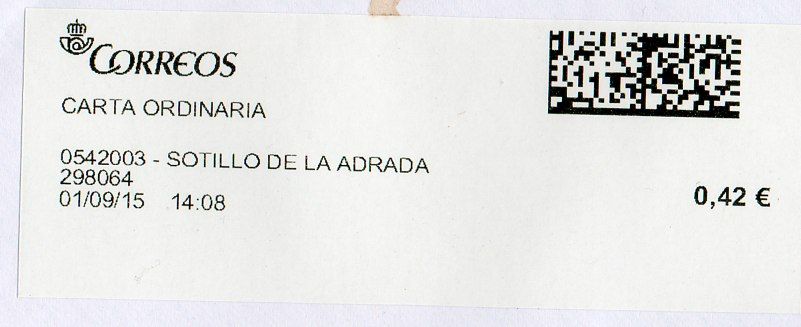 CORREOS
CARTA ORDINARIA
0542003 - SOTILLO DE LA ADRADA
298064
01/09/15 14:08
0,42 €